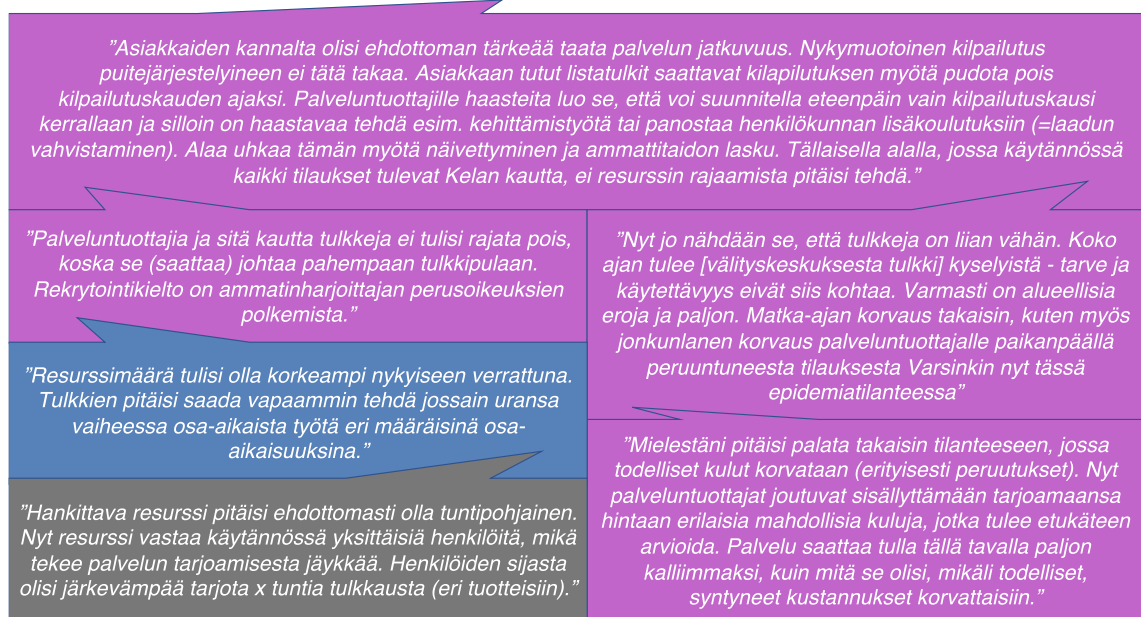 ”Asiakkaiden kannalta olisi ehdottoman tärkeää taata palvelun jatkuvuus. Nykymuotoinen kilpailutus
puitejärjestelyineen ei tätä takaa. Asiakkaan tutut listatulkit saattavat kilapilutuksen myötä pudota pois
kilpailutuskauden ajaksi. Palveluntuottajille haasteita luo se, että voi suunnitella eteenpäin vain kilpailutuskausi
kerrallaan ja silloin on haastavaa tehdä esim. kehittämistyötä tai panostaa henkilökunnan lisäkoulutuksiin (=laadun
vahvistaminen). Alaa uhkaa tämän myötä näivettyminen ja ammattitaidon lasku. Tällaisella alalla, jossa käytännössä
kaikki tilaukset tulevat Kelan kautta, ei resurssin rajaamista pitäisi tehdä.”
”Palveluntuottajia ja sitä kautta tulkkeja ei tulisi rajata pois,
koska se (saattaa) johtaa pahempaan tulkkipulaan.
Rekrytointikielto on ammatinharjoittajan perusoikeuksien
polkemista.”
”Resurssimäärä tulisi olla korkeampi nykyiseen verrattuna.
Tulkkien pitäisi saada vapaammin tehdä jossain uransa
vaiheessa osa-aikaista työtä eri määräisinä osa-
aikaisuuksina.”
”Hankittava resurssi pitäisi ehdottomasti olla tuntipohjainen.
Nyt resurssi vastaa käytännössä yksittäisiä henkilöitä, mikä
tekee palvelun tarjoamisesta jäykkää. Henkilöiden sijasta
olisi järkevämpää tarjota x tuntia tulkkausta (eri tuotteisiin).”
”Nyt jo nähdään se, että tulkkeja on liian vähän. Koko
ajan tulee [välityskeskuksesta tulkki] kyselyistä - tarve ja
käytettävyys eivät siis kohtaa. Varmasti on alueellisia
eroja ja paljon. Matka-ajan korvaus takaisin, kuten myös
jonkunlanen korvaus palveluntuottajalle paikanpäällä
peruuntuneesta tilauksesta Varsinkin nyt tässä
epidemiatilanteessa”
”Mielestäni pitäisi palata takaisin tilanteeseen, jossa
todelliset kulut korvataan (erityisesti peruutukset). Nyt
palveluntuottajat joutuvat sisällyttämään tarjoamaansa
hintaan erilaisia mahdollisia kuluja, jotka tulee etukäteen
arvioida. Palvelu saattaa tulla tällä tavalla paljon
kalliimmaksi, kuin mitä se olisi, mikäli todelliset,
syntyneet kustannukset korvattaisiin.”